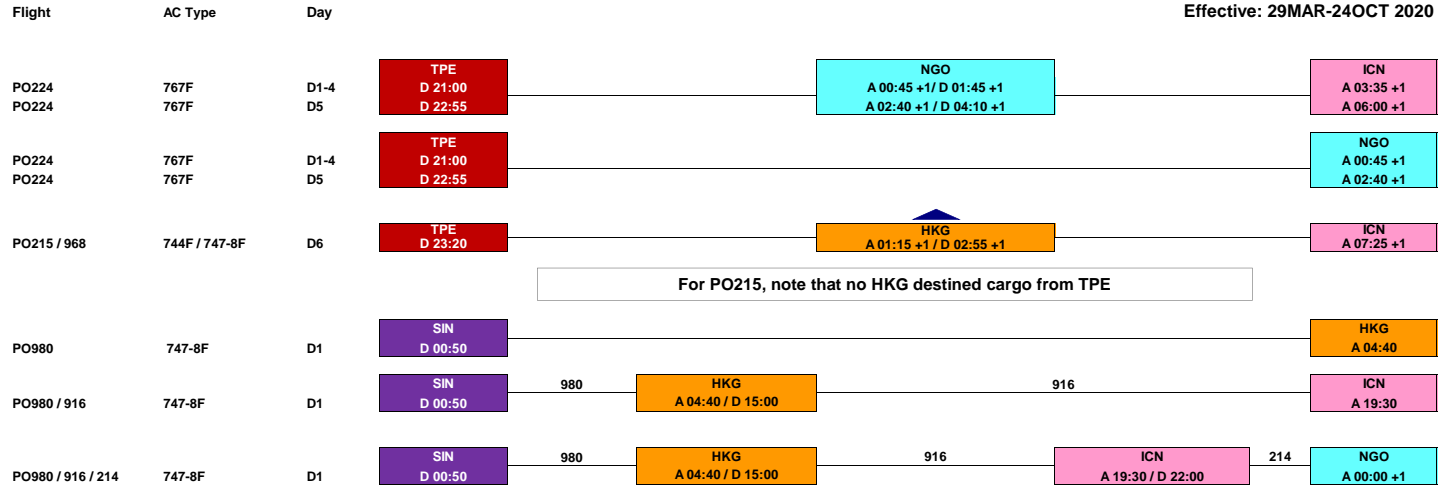 Flight AC Type Day Effective: 29MAR-24OCT 2020
TPE NGO ICN
PO224 767F D1-4 D 21:00 A 00:45 +1/ D 01:45 +1 A 03:35 +1
PO224 767F D5 D 22:55 A 02:40 +1 / D 04:10 +1 A 06:00 +1
TPE NGO
PO224 767F D1-4 D 21:00 A 00:45 +1
PO224 767F D5 D 22:55 A 02:40 +1
TPE HKG ICN
PO215 / 968 744F / 747-8F D6 D 23:20 A 01:15 +1 / D 02:55 +1 A 07:25 +1
For PO215, note that no HKG destined cargo from TPE
SIN HKG
PO980 747-8F D1 D 00:50 A 04:40
SIN 980 HKG 916 ICN
PO980 / 916 747-8F D1 D 00:50 A 04:40 / D 15:00 A 19:30
SIN 980 HKG 916 ICN 214 NGO
PO980 / 916 / 214 747-8F D1 D 00:50 A 04:40 / D 15:00 A 19:30 / D 22:00 A 00:00 +1